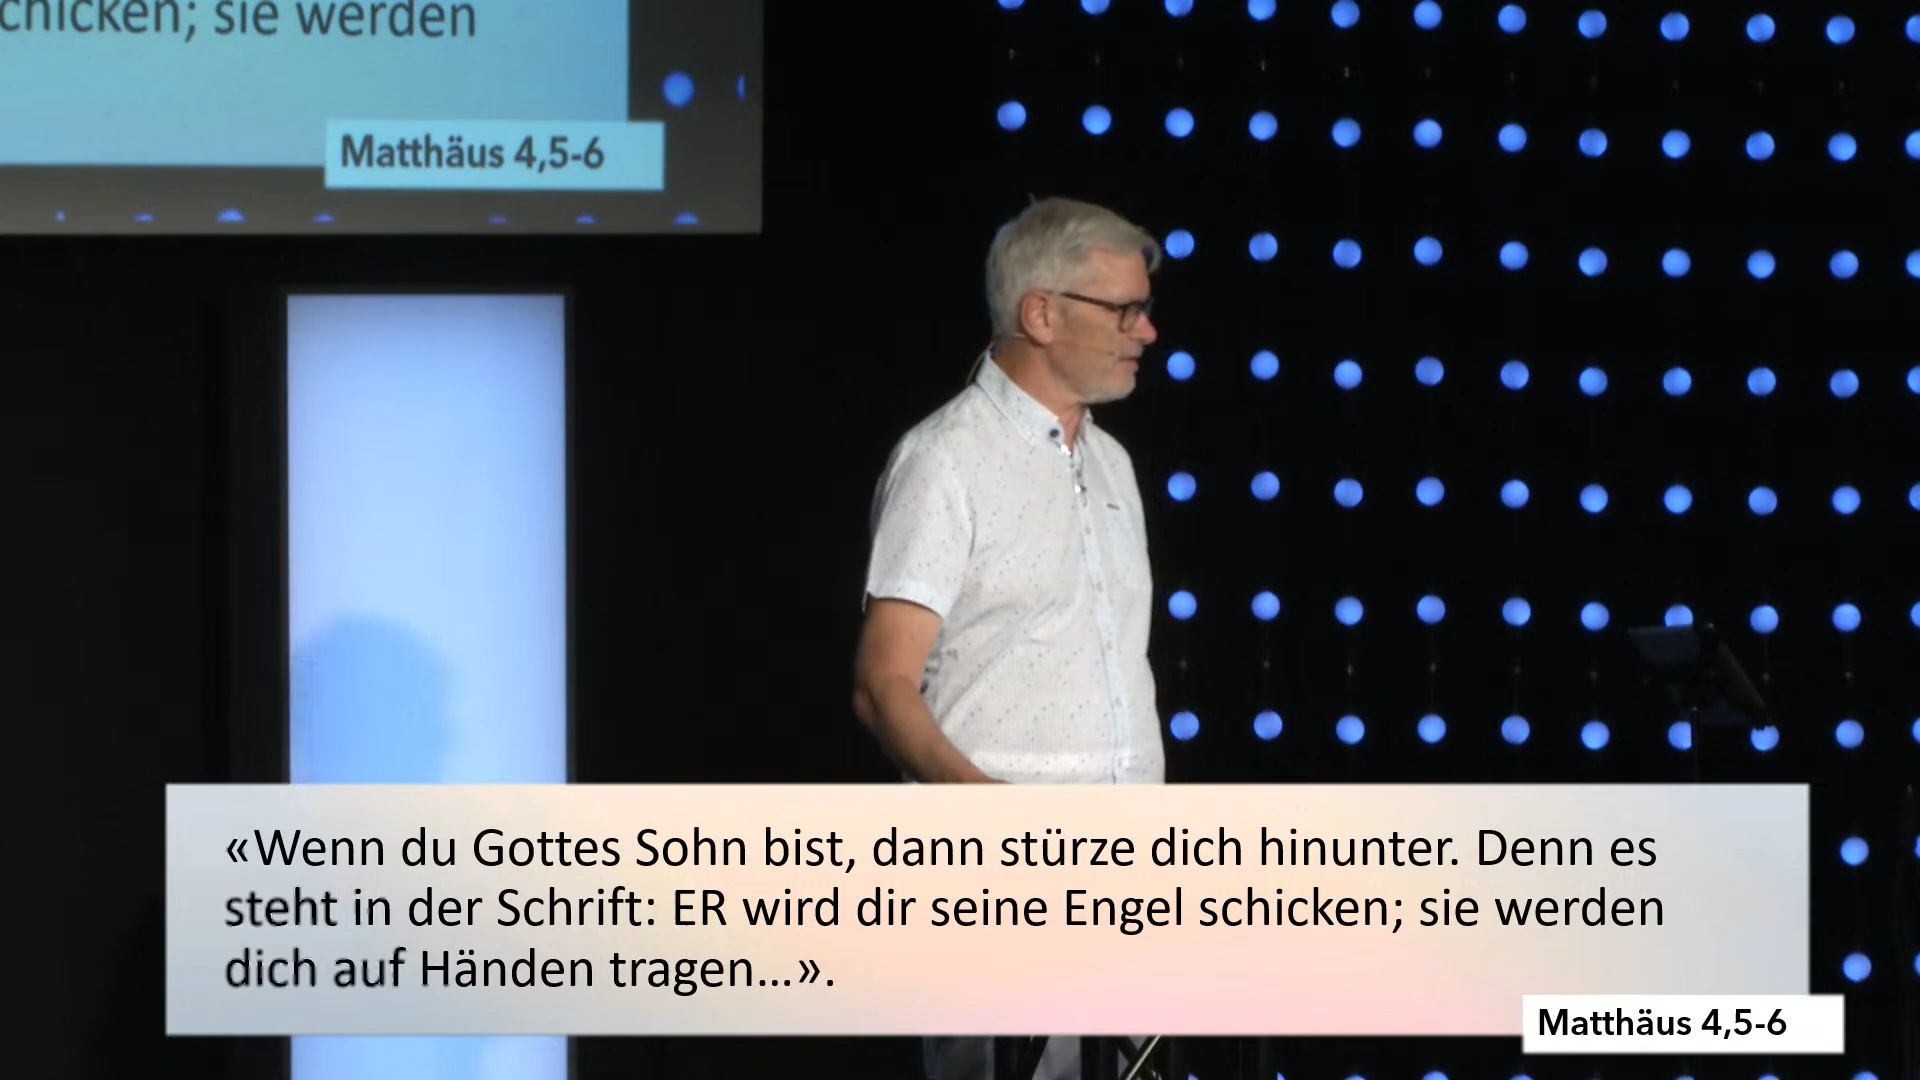 chicken; sie werden
Matthäus 4,5-6
«Wenn du Gottes Sohn bist, dann stürze dich hinunter. Denn es
steht in der Schrift: ER wird dir seine Engel schicken; sie werden
dich auf Händen tragen...».
Matthäus 4,5-6